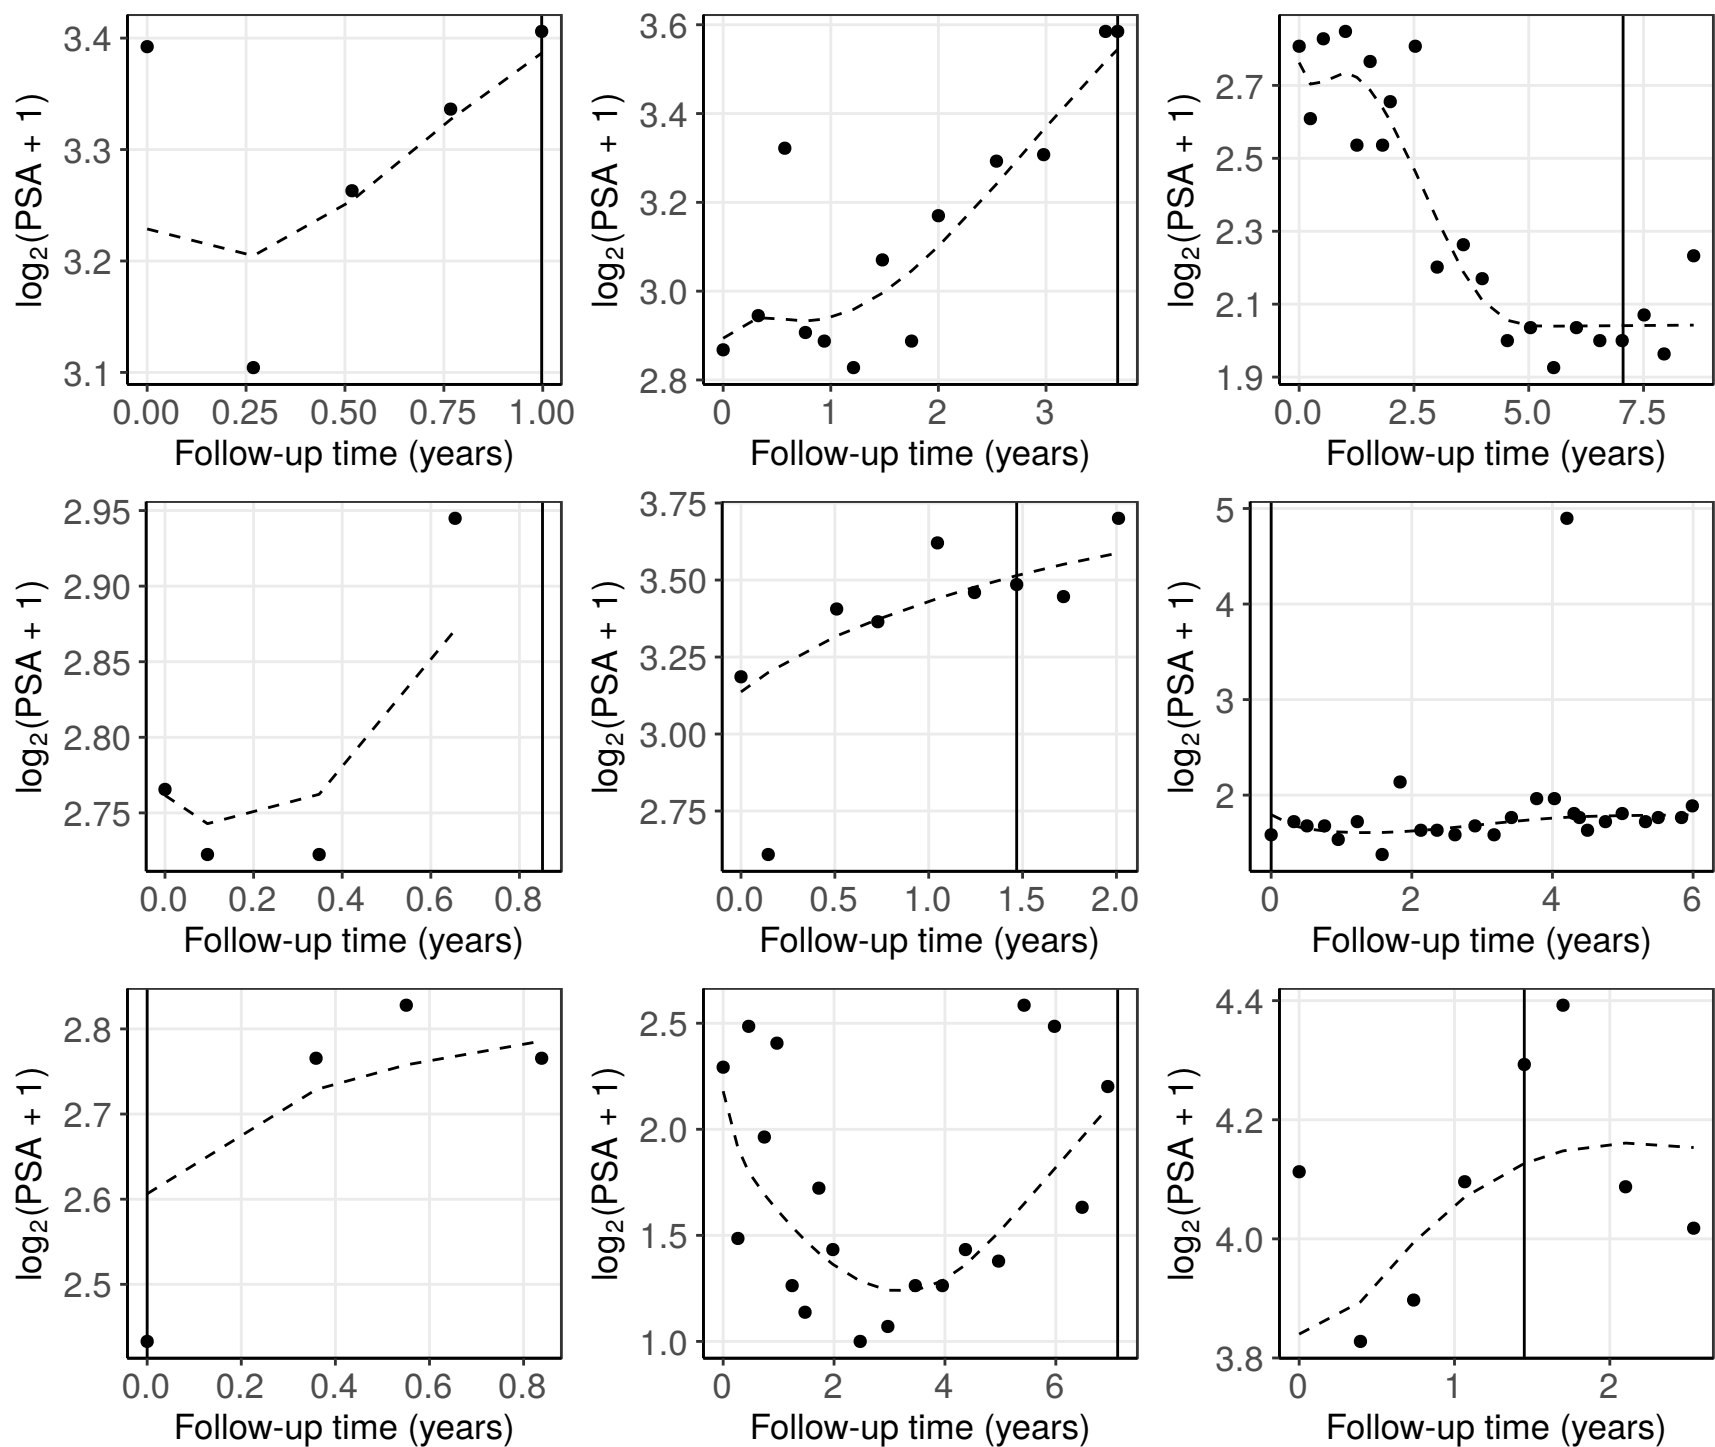 log₂(PSA + 1)
3.4
3.3
3.2
3.1
0.00 0.25 0.50 0.75 1.00
Follow-up time (years)
log₂(PSA + 1)
3.6
3.4
3.2
3.0
2.8
0 1 2 3
Follow-up time (years)
log₂(PSA + 1)
2.7
2.5
2.3
2.1
1.9
0.0 2.5 5.0 7.5
Follow-up time (years)
log₂(PSA + 1)
2.95
2.90
2.85
2.80
2.75
0.0 0.2 0.4 0.6 0.8
Follow-up time (years)
log₂(PSA + 1)
3.75
3.50
3.25
3.00
2.75
0.0 0.5 1.0 1.5 2.0
Follow-up time (years)
log₂(PSA + 1)
5
4
3
2
0 2 4 6
Follow-up time (years)
log₂(PSA + 1)
2.8
2.7
2.6
2.5
0.0 0.2 0.4 0.6 0.8
Follow-up time (years)
log₂(PSA + 1)
2.5
2.0
1.5
1.0
0 2 4 6
Follow-up time (years)
log₂(PSA + 1)
4.4
4.2
4.0
3.8
0 1 2
Follow-up time (years)